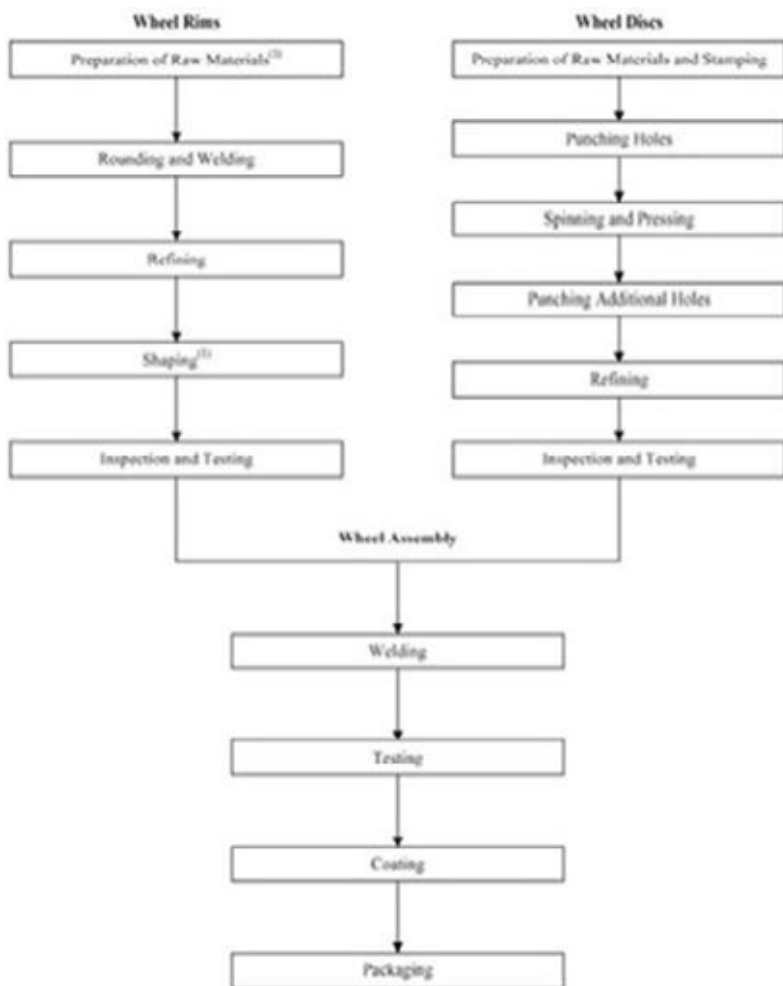 Wheel Rims
Preparation of Raw Materials
Rounding and Welding
Refining
Shaping
Inspection and Testing
Wheel Discs
Preparation of Raw Materials and Stamping
Punching Holes
Spinning and Pressing
Punching Additional Holes
Refining
Inspection and Testing
Wheel Assembly
Welding
Testing
Coating
Packaging